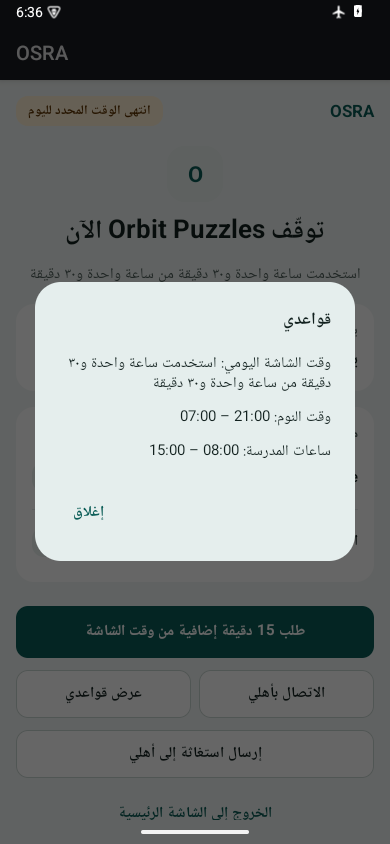 6:36
OSRA
OSRA
انتهى الوقت المحدد لليوم
O
توقّف Orbit Puzzles الآن
استخدمت ساعة واحدة و٣٠ دقيقة من ساعة واحدة و٣٠ دقيقة
قواعدي
وقت الشاشة اليومي: استخدمت ساعة واحدة و٣٠
دقيقة من ساعة واحدة و٣٠ دقيقة
وقت النوم: 21:00 – 07:00
ساعات المدرسة: 08:00 – 15:00
إغلاق
طلب 15 دقيقة إضافية من وقت الشاشة
الاتصال بأهلي
عرض قواعدي
إرسال استغاثة إلى أهلي
الخروج إلى الشاشة الرئيسية